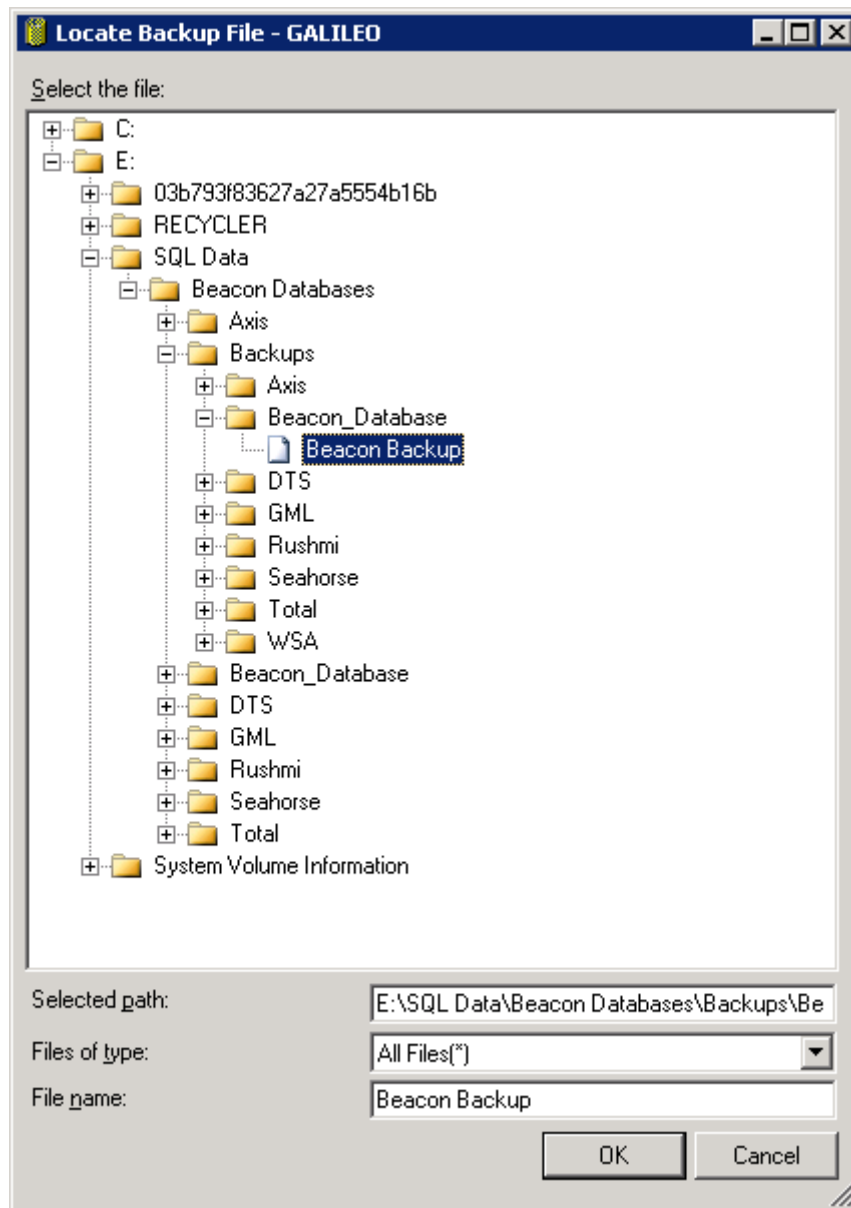 Locate Backup File - GALILEO
Select the file:
C:
E:
03b793f83627a27a5554b16b
RECYCLER
SQL Data
Beacon Databases
Axis
Backups
Axis
Beacon_Database
Beacon Backup
DTS
GML
Rushmi
Seahorse
Total
WSA
Beacon_Database
DTS
GML
Rushmi
Seahorse
Total
System Volume Information
Selected path: E:\SQL Data\Beacon Databases\Backups\Be
Files of type: All Files(*)
File name: Beacon Backup
OK Cancel